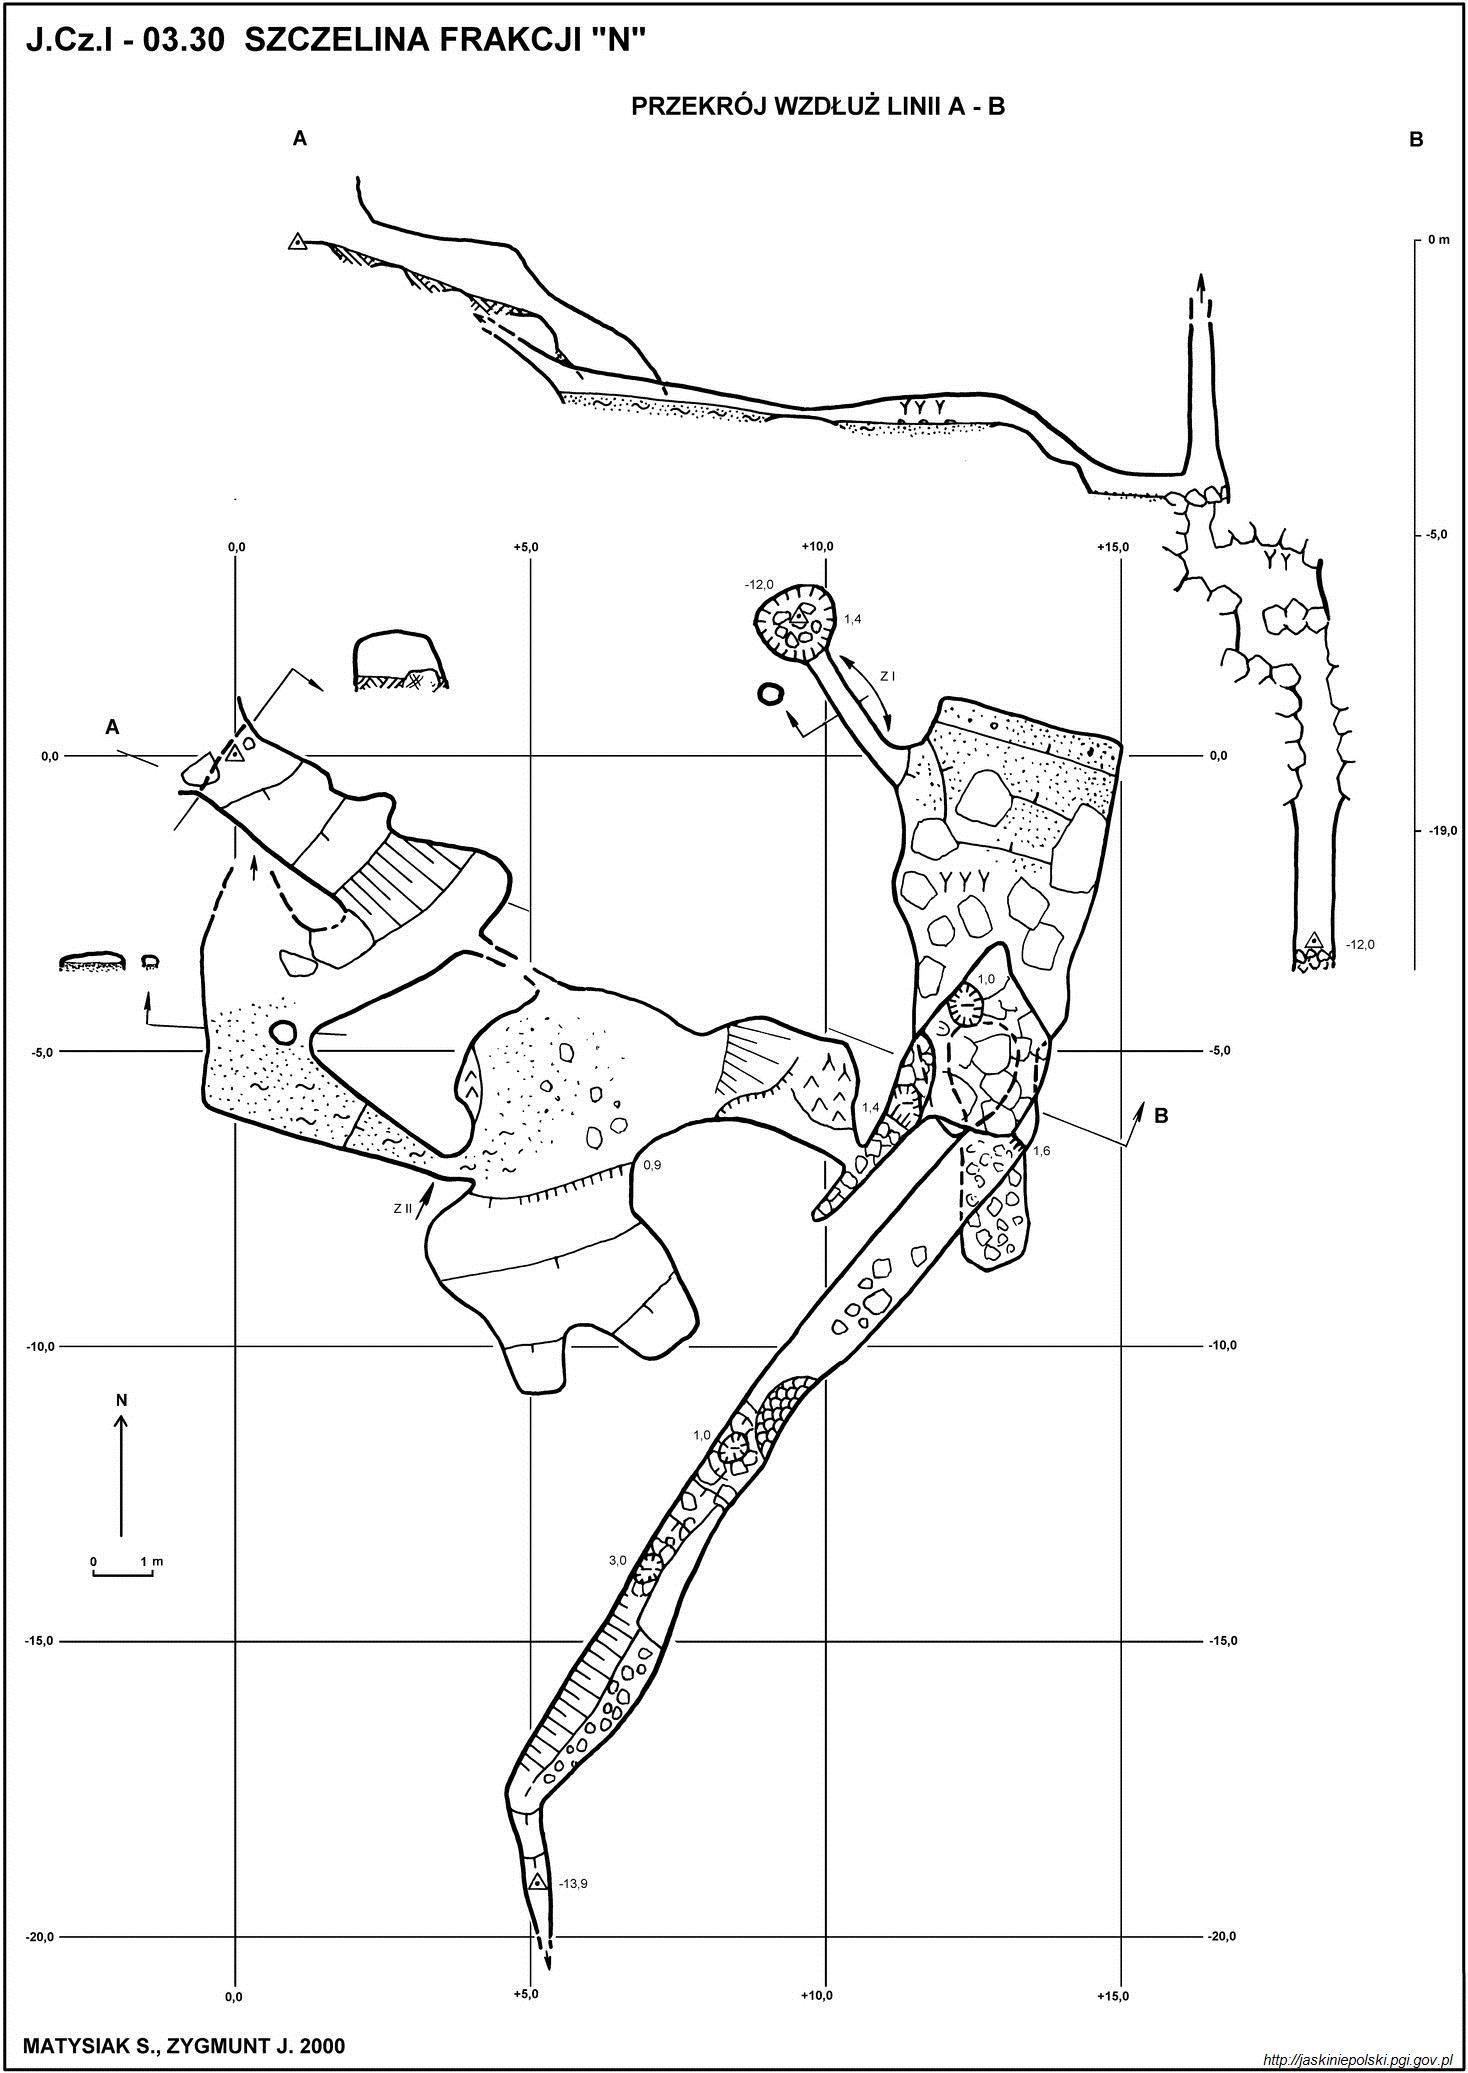 J.Cz.I - 03.30 SZCZELINA FRAKCJI "N"
PRZEKRÓJ WZDŁUŻ LINII A - B
A
B
0 m
-5,0
0,0
+5,0
+10,0
+15,0
-12,0
1,4
Z I
A
0,0
0,0
-19,0
-12,0
1,0
-5,0
-5,0
1,4
B
1,6
0,9
Z II
-10,0
-10,0
N
1,0
0
1 m
3,0
-15,0
-15,0
-13,9
-20,0
-20,0
0,0
+5,0
+10,0
+15,0
MATYSIAK S., ZYGMUNT J. 2000
http://jaskiniepolski.pgi.gov.pl